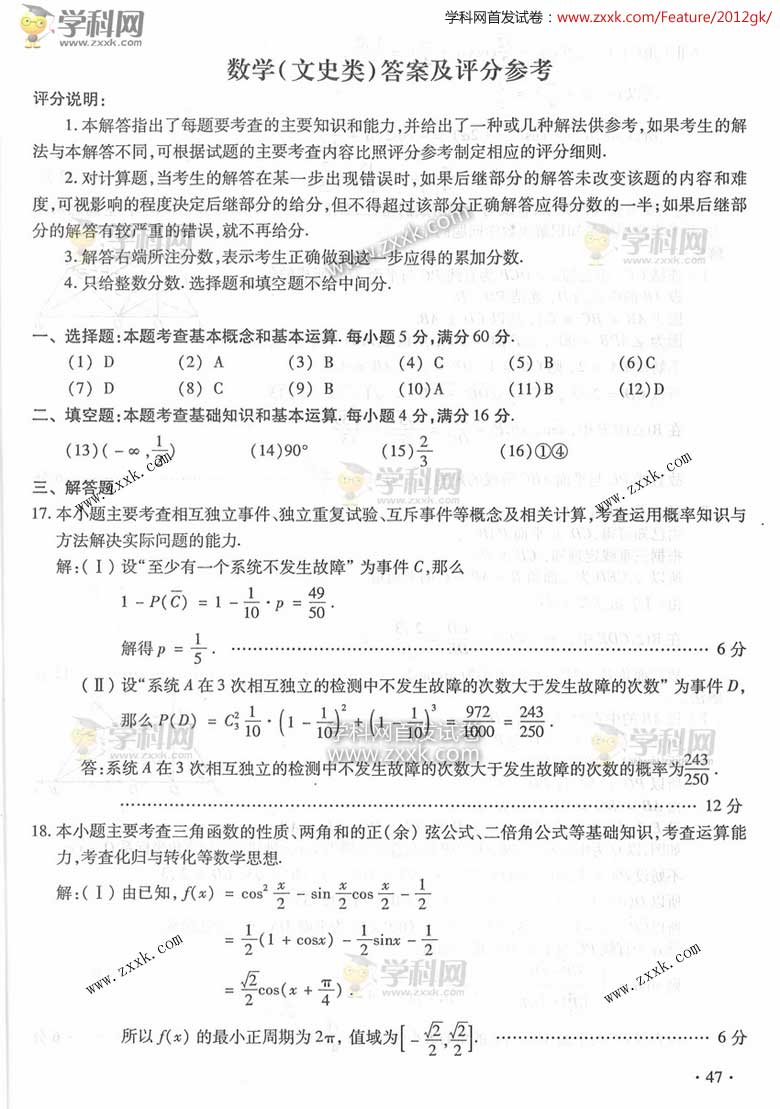 学科网首发试卷：www.zxxk.com/Feature/2012gk/
学科网
www.zxxk.com
数学(文史类)答案及评分参考
评分说明：
1.本解答指出了每题要考查的主要知识和能力,并给出了一种或几种解法供参考,如果考生的解
法与本解答不同,可根据试题的主要考查内容比照评分参考制定相应的评分细则.
2.对计算题,当考生的解答在某一步出现错误时,如果后继部分的解答未改变该题的内容和难
度,可视影响的程度决定后继部分的给分,但不得超过该部分正确解答应得分数的一半;如果后继部
分的解答有较严重的错误,就不再给分.
3.解答右端所注分数,表示考生正确做到这一步应得的累加分数.
4.只给整数分数.选择题和填空题不给中间分.
一、选择题:本题考查基本概念和基本运算.每小题5分,满分60分.
(1) D (2) A (3) B (4) C (5) B (6)C
(7) D (8) C (9) B (10)A (11)B (12)D
二、填空题:本题考查基础知识和基本运算.每小题4分,满分16分.
(13)(-∞,1/3) (14)90° (15)2/3 (16)①④
三、解答题
17.本小题主要考查相互独立事件、独立重复试验、互斥事件等概念及相关计算,考查运用概率知识与
方法解决实际问题的能力.
解:(Ⅰ)设“至少有一个系统不发生故障”为事件C,那么
1 - P(C̄) = 1 - 1/10 · p = 49/50 .
解得p = 1/5 . ………………………………………… 6分
(Ⅱ)设“系统A在3次相互独立的检测中不发生故障的次数大于发生故障的次数”为事件D,
那么P(D) = C₃² 1/10 · (1 - 1/10)² + (1 - 1/10)³ = 972/1000 = 243/250 .
答:系统A在3次相互独立的检测中不发生故障的次数大于发生故障的次数的概率为243/250.
………………………………………… 12分
18.本小题主要考查三角函数的性质、两角和的正(余)弦公式、二倍角公式等基础知识,考查运算能
力,考查化归与转化等数学思想.
解:(Ⅰ)由已知,f(x) = cos² x/2 - sin x/2 cos x/2 - 1/2
= 1/2(1 + cosx) - 1/2 sinx - 1/2
= √2/2 cos(x + π/4) .
所以f(x)的最小正周期为2π,值域为[-√2/2,√2/2]. ………………………… 6分
· 47 ·